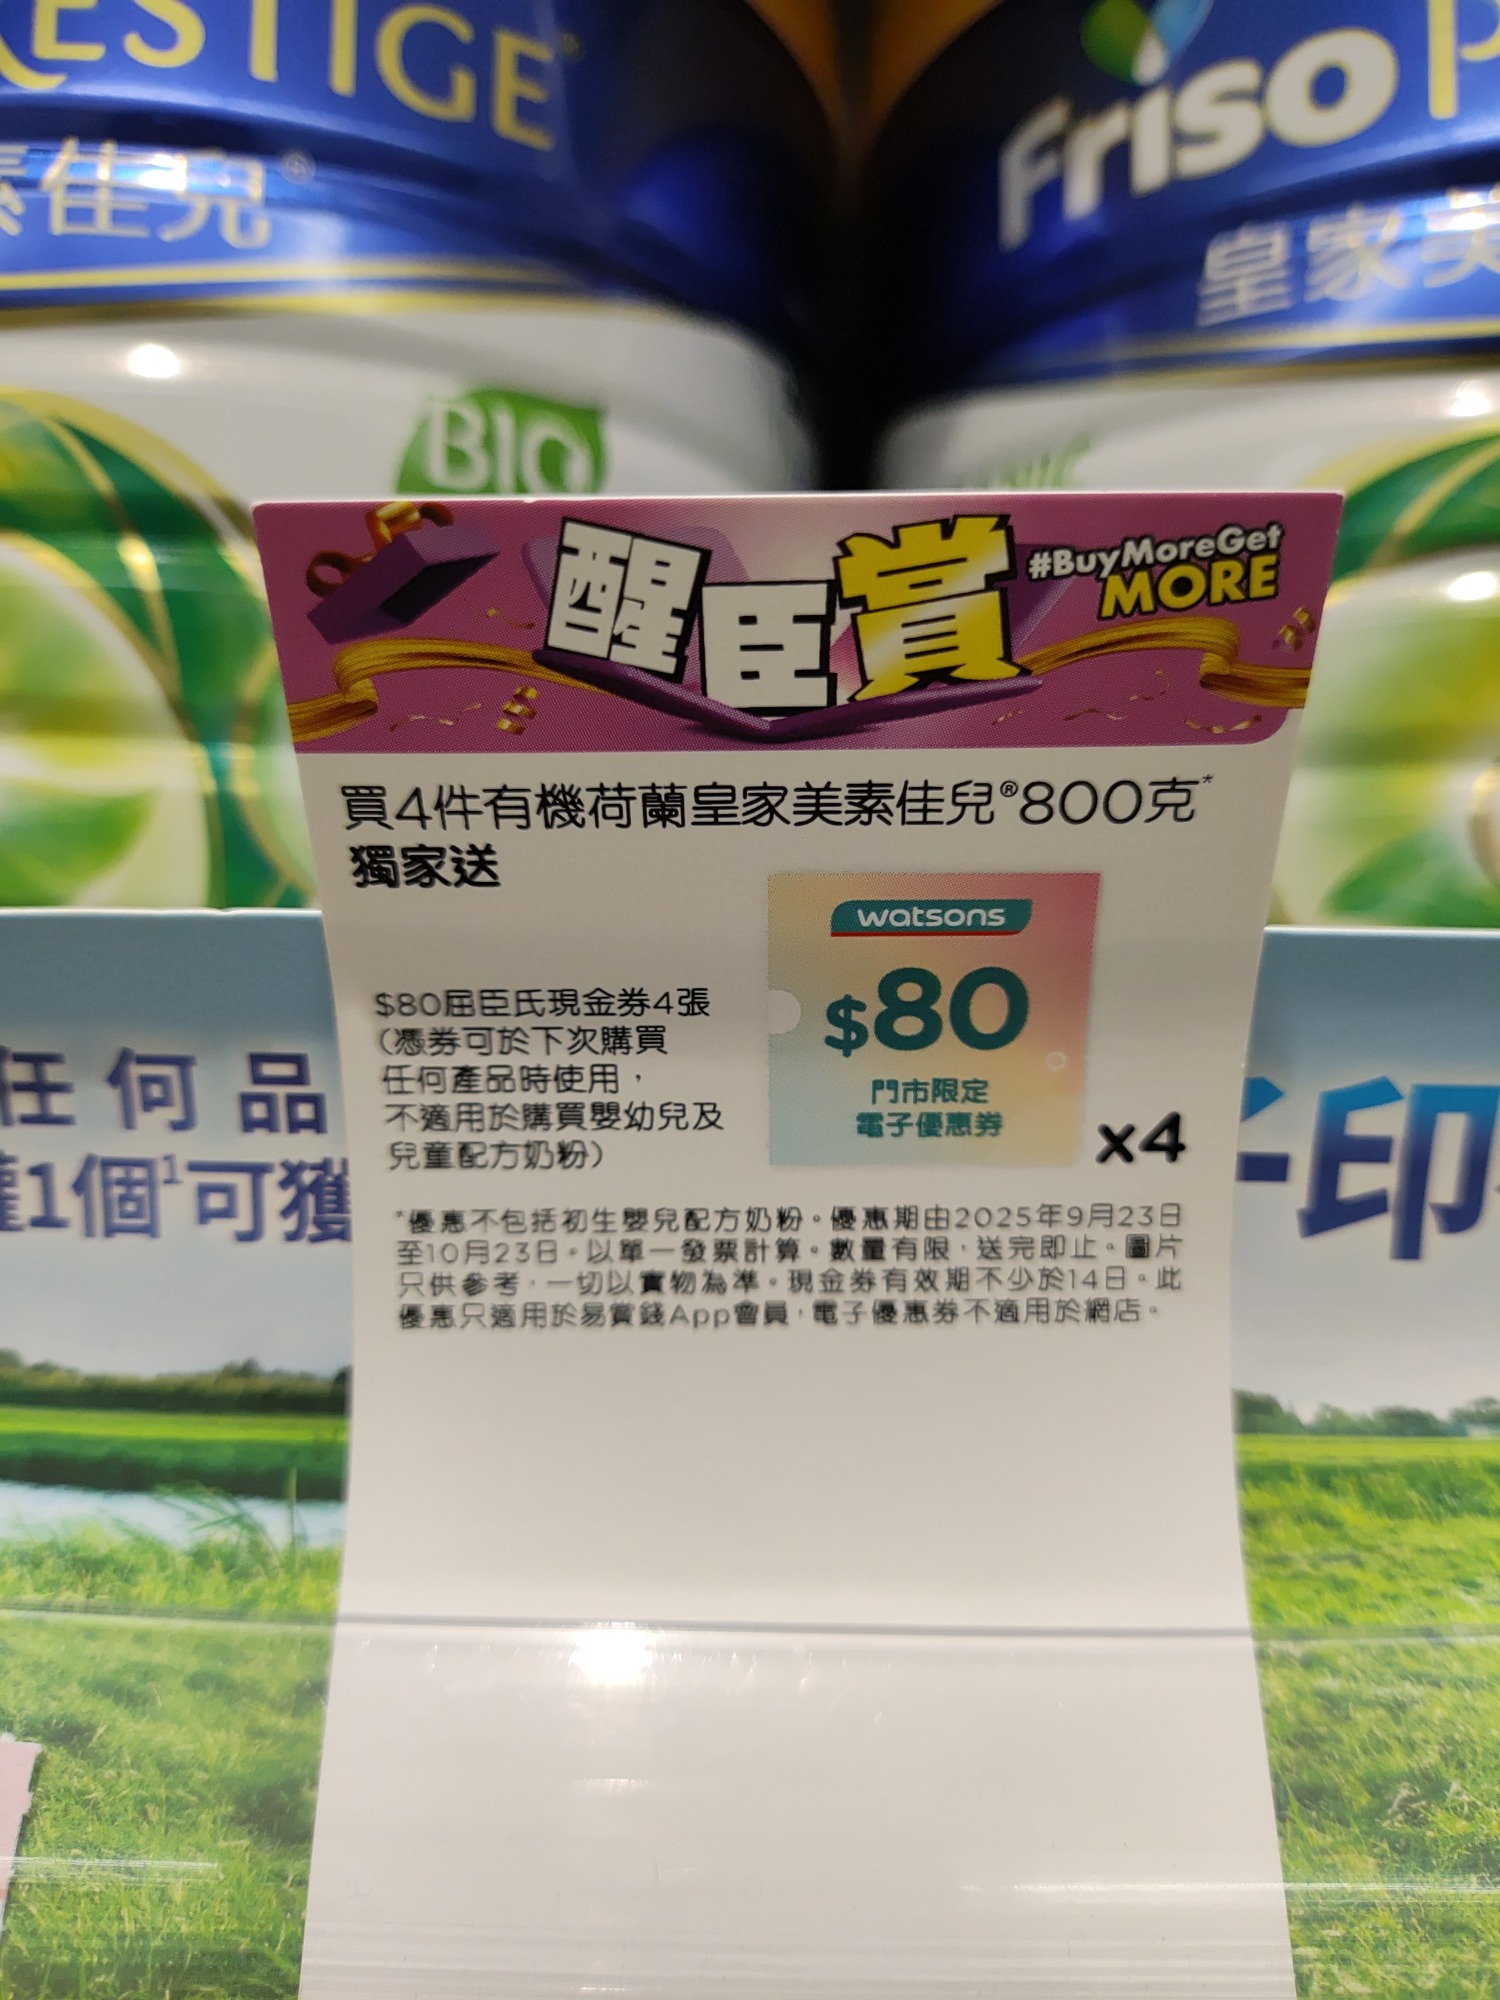 ESTIGE
素佳兒®
Friso
皇家美
BIO
醒臣賞
#BuyMoreGet
MORE
買4件有機荷蘭皇家美素佳兒®800克*
獨家送
watsons
$80
門市限定
電子優惠券
x4
$80屈臣氏現金券4張
(憑券可於下次購買
任何產品時使用，
不適用於購買嬰幼兒及
兒童配方奶粉)
*優惠不包括初生嬰兒配方奶粉。優惠期由2025年9月23日
至10月23日。以單一發票計算。數量有限，送完即止。圖片
只供參考，一切以實物為準。現金券有效期不少於14日。此
優惠只適用於易賞錢App會員，電子優惠券不適用於網店。
任何品
罐1個¹可獲
印